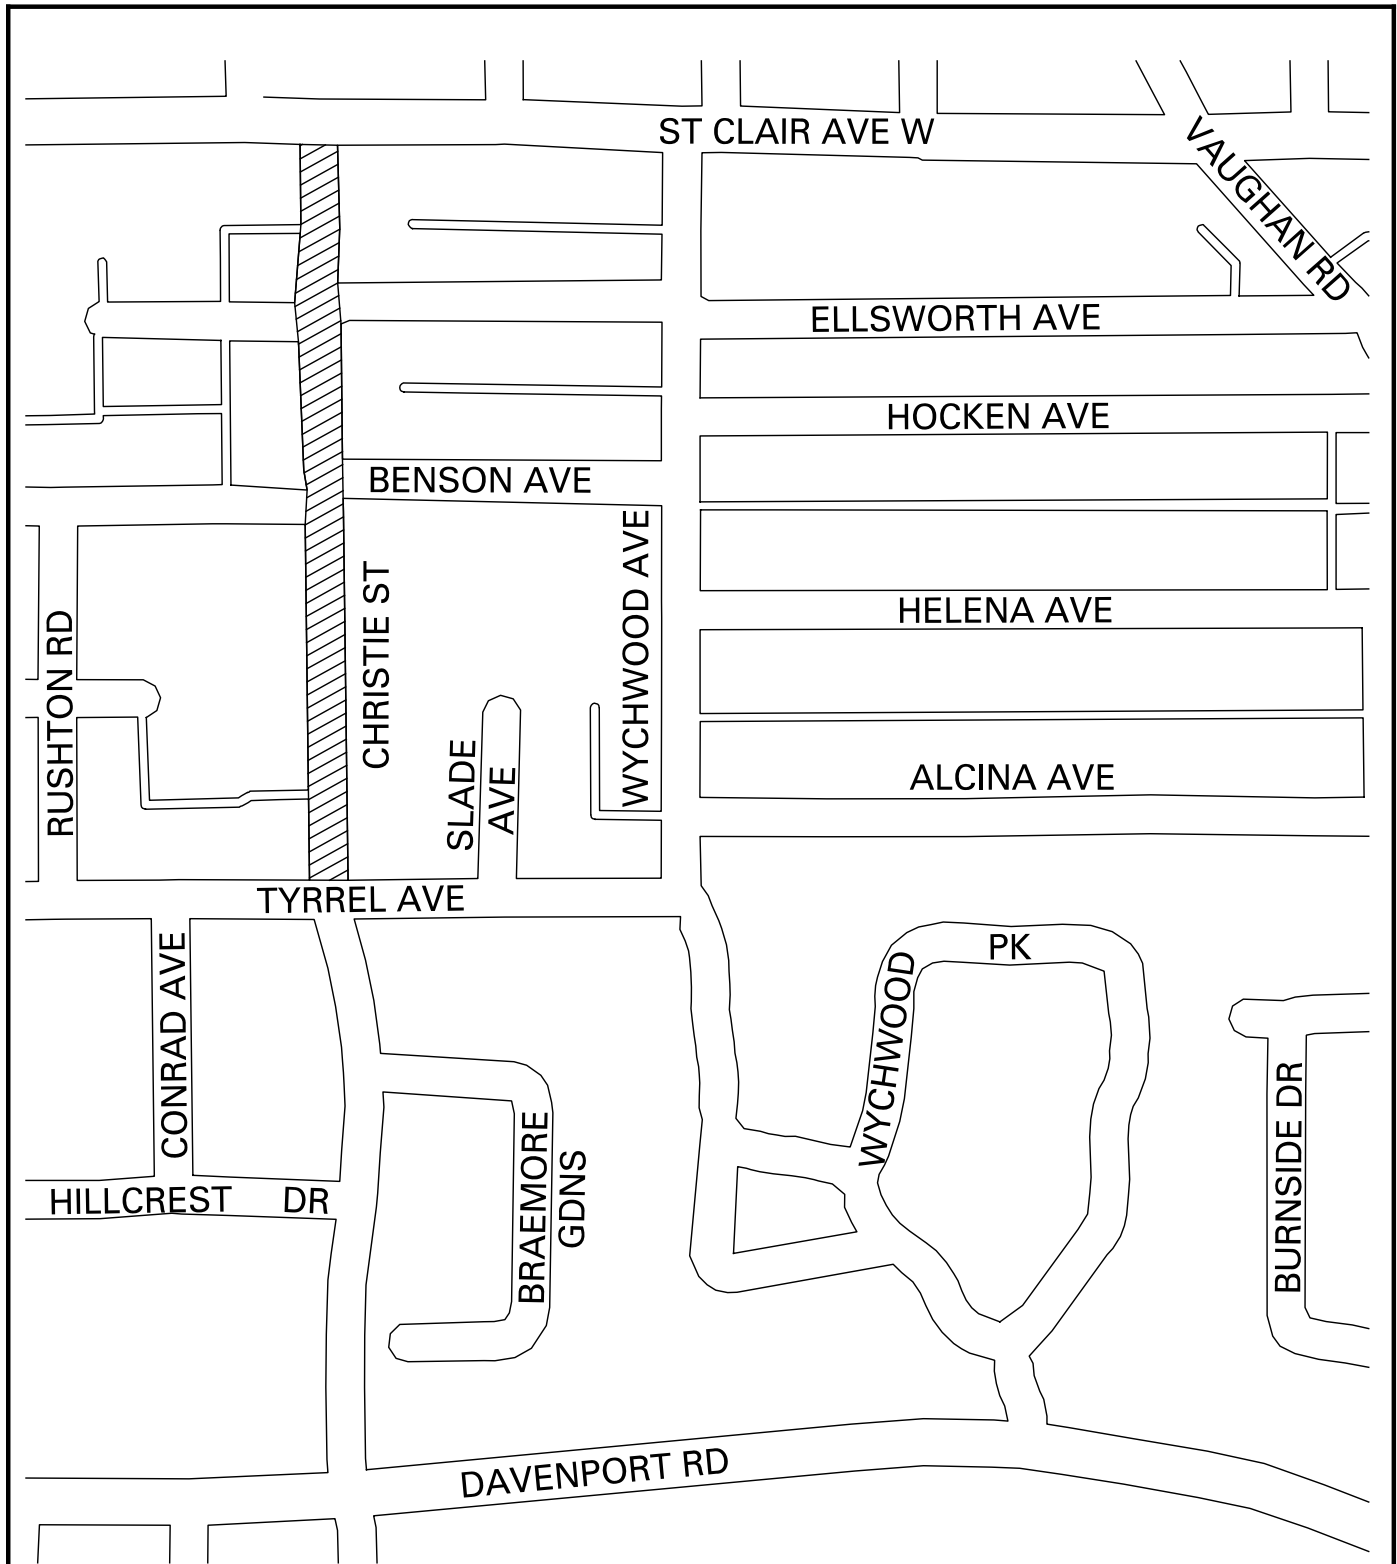 ST CLAIR AVE W
VAUGHAN RD
ELLSWORTH AVE
HOCKEN AVE
BENSON AVE
WYCHWOOD AVE
CHRISTIE ST
HELENA AVE
RUSHTON RD
SLADE
AVE
ALCINA AVE
TYRREL AVE
CONRAD AVE
WYCHWOOD
PK
HILLCREST DR
BRAEMORE
GDNS
BURNSIDE DR
DAVENPORT RD